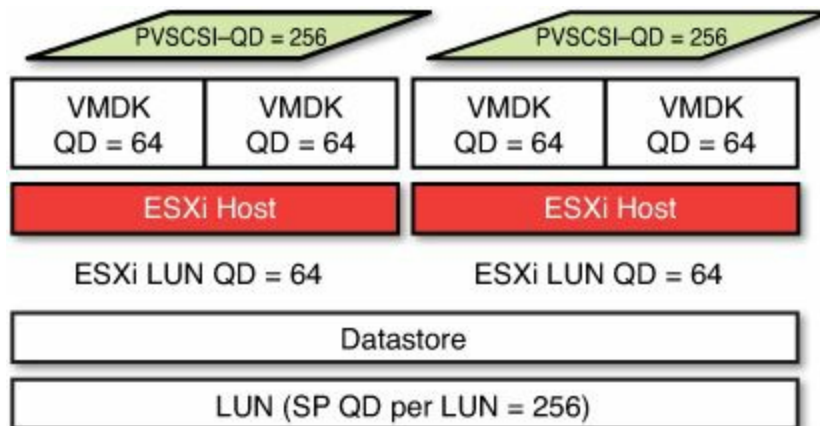 PVSCSI–QD = 256
PVSCSI–QD = 256
VMDK
QD = 64
VMDK
QD = 64
VMDK
QD = 64
VMDK
QD = 64
ESXi Host
ESXi Host
ESXi LUN QD = 64
ESXi LUN QD = 64
Datastore
LUN (SP QD per LUN = 256)